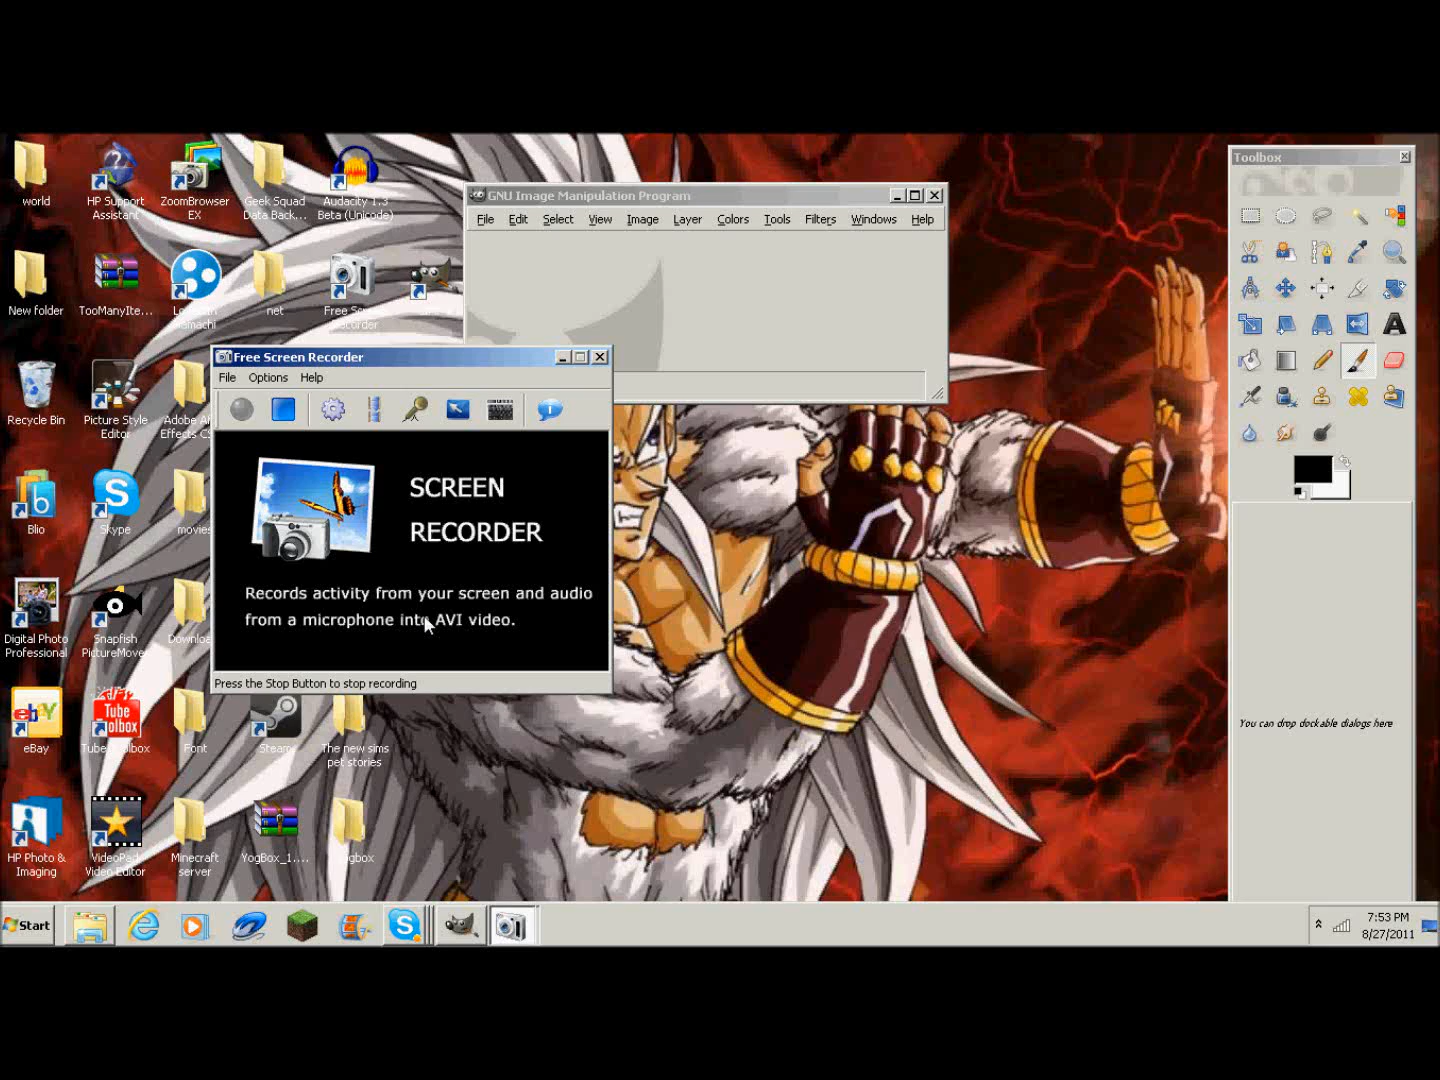 world
HP Support
Assistant
ZoomBrowser
EX
Geek Squad
Data Back...
Audacity 1.3
Beta (Unicode)
New folder
TooManyIte...
net
Recorder
Recycle Bin
Picture Style
Editor
Blio
Skype
movies
Digital Photo
Professional
Snapfish
eBay
Tube
Font
Steam
The new sims
pet stories
HP Photo &
Imaging
VideoPad
Video Editor
Minecraft
server
YogBox_1....
GNU Image Manipulation Program
File Edit Select View Image Layer Colors Tools Filters Windows Help
Free Screen Recorder
File Options Help
SCREEN
RECORDER
Records activity from your screen and audio
from a microphone into AVI video.
Press the Stop Button to stop recording
Toolbox
You can drop dockable dialogs here
Start
7:53 PM
8/27/2011